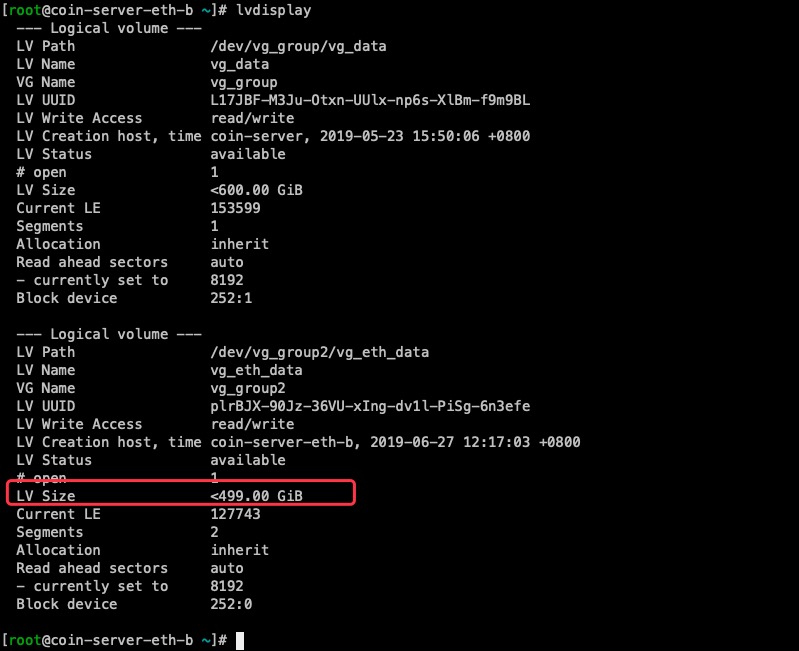 [root@coin-server-eth-b ~]# lvdisplay
--- Logical volume ---
LV Path                /dev/vg_group/vg_data
LV Name                vg_data
VG Name                vg_group
LV UUID                L17JBF-M3Ju-Otxn-UUlx-np6s-XlBm-f9m9BL
LV Write Access        read/write
LV Creation host, time coin-server, 2019-05-23 15:50:06 +0800
LV Status              available
# open                 1
LV Size                <600.00 GiB
Current LE             153599
Segments               1
Allocation             inherit
Read ahead sectors     auto
- currently set to     8192
Block device           252:1
--- Logical volume ---
LV Path                /dev/vg_group2/vg_eth_data
LV Name                vg_eth_data
VG Name                vg_group2
LV UUID                plrBJX-90Jz-36VU-xIng-dv1l-PiSg-6n3efe
LV Write Access        read/write
LV Creation host, time coin-server-eth-b, 2019-06-27 12:17:03 +0800
LV Status              available
# open                 1
LV Size                <499.00 GiB
Current LE             127743
Segments               2
Allocation             inherit
Read ahead sectors     auto
- currently set to     8192
Block device           252:0
[root@coin-server-eth-b ~]#